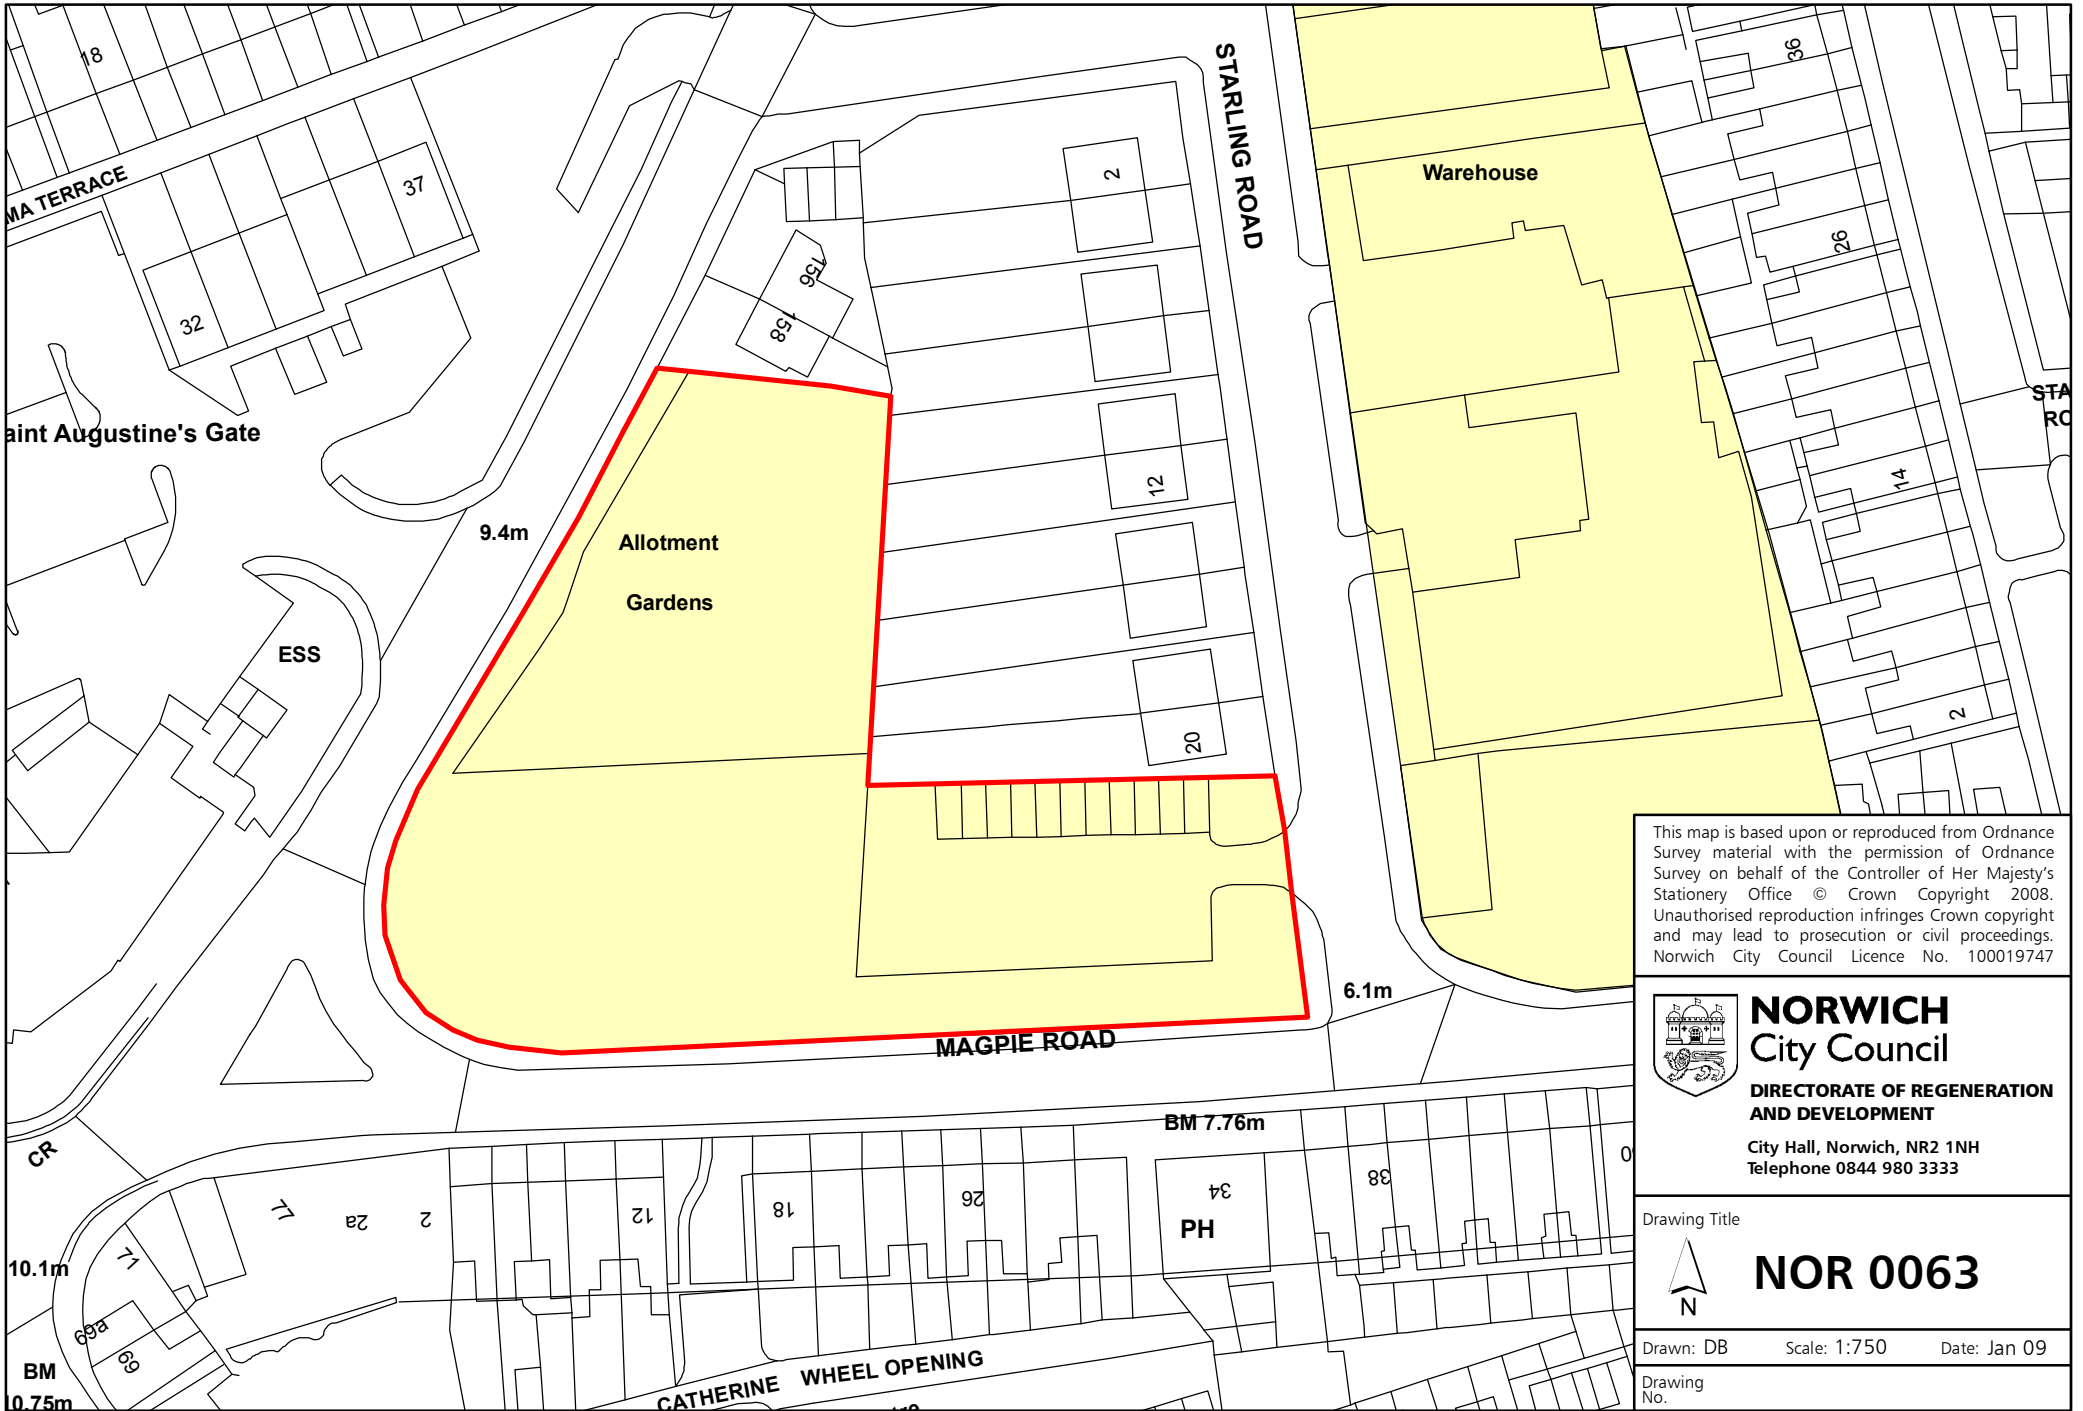 18
MA TERRACE
37
32
aint Augustine's Gate
ESS
9.4m
156
158
Allotment
Gardens
2
12
20
STARLING ROAD
Warehouse
36
26
14
2
STA
RO
6.1m
MAGPIE ROAD
BM 7.76m
CR
77
2a
2
12
18
26
34
PH
38
71
10.1m
69a
69
BM
0.75m
CATHERINE WHEEL OPENING
This map is based upon or reproduced from Ordnance
Survey material with the permission of Ordnance
Survey on behalf of the Controller of Her Majesty's
Stationery Office © Crown Copyright 2008.
Unauthorised reproduction infringes Crown copyright
and may lead to prosecution or civil proceedings.
Norwich City Council Licence No. 100019747
NORWICH
City Council
DIRECTORATE OF REGENERATION
AND DEVELOPMENT
City Hall, Norwich, NR2 1NH
Telephone 0844 980 3333
Drawing Title
N
NOR 0063
Drawn: DB Scale: 1:750 Date: Jan 09
Drawing
No.